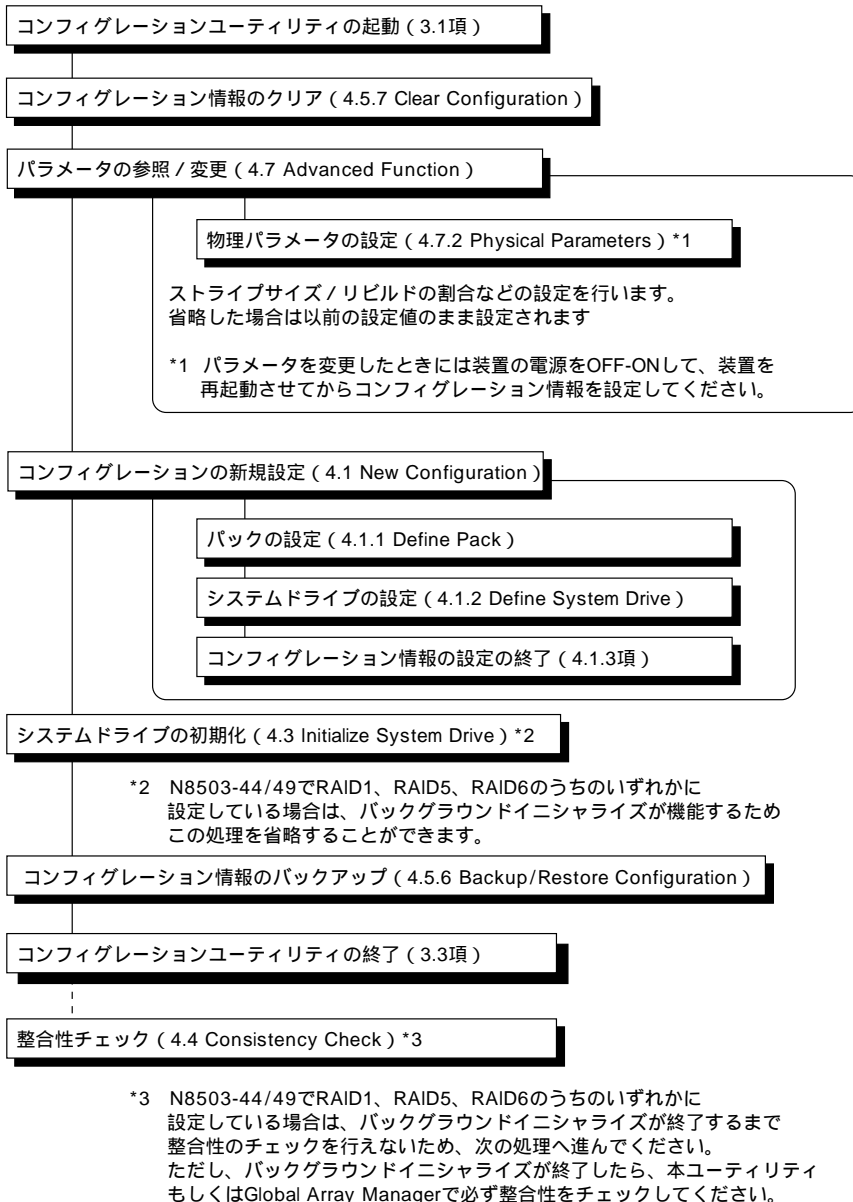 コンフィグレーションユーティリティの起動（3.1項）
コンフィグレーション情報のクリア（4.5.7 Clear Configuration）
パラメータの参照／変更（4.7 Advanced Function）
物理パラメータの設定（4.7.2 Physical Parameters）*1
ストライプサイズ／リビルドの割合などの設定を行います。
省略した場合は以前の設定値のまま設定されます
*1 パラメータを変更したときには装置の電源をOFF-ONして、装置を
再起動させてからコンフィグレーション情報を設定してください。
コンフィグレーションの新規設定（4.1 New Configuration）
パックの設定（4.1.1 Define Pack）
システムドライブの設定（4.1.2 Define System Drive）
コンフィグレーション情報の設定の終了（4.1.3項）
システムドライブの初期化（4.3 Initialize System Drive）*2
*2 N8503-44/49でRAID1、RAID5、RAID6のうちのいずれかに
設定している場合は、バックグラウンドイニシャライズが機能するため
この処理を省略することができます。
コンフィグレーション情報のバックアップ（4.5.6 Backup/Restore Configuration）
コンフィグレーションユーティリティの終了（3.3項）
整合性チェック（4.4 Consistency Check）*3
*3 N8503-44/49でRAID1、RAID5、RAID6のうちのいずれかに
設定している場合は、バックグラウンドイニシャライズが終了するまで
整合性のチェックを行えないため、次の処理へ進んでください。
ただし、バックグラウンドイニシャライズが終了したら、本ユーティリティ
もしくはGlobal Array Managerで必ず整合性をチェックしてください。